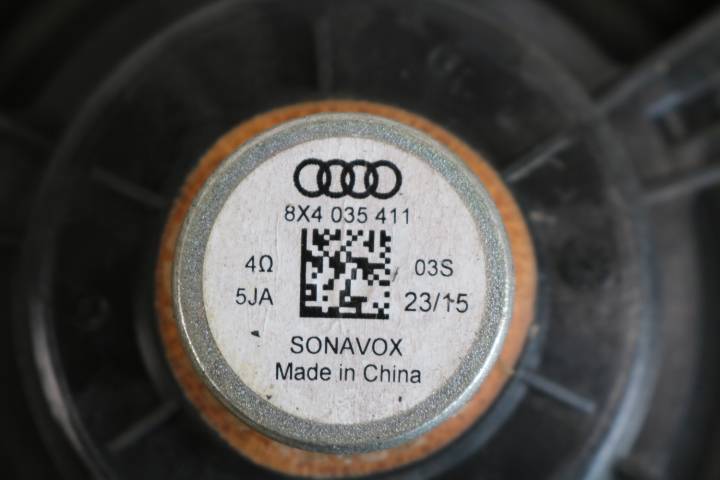 8X4 035 411
4Ω 03S
5JA 23/15
SONAVOX
Made in China